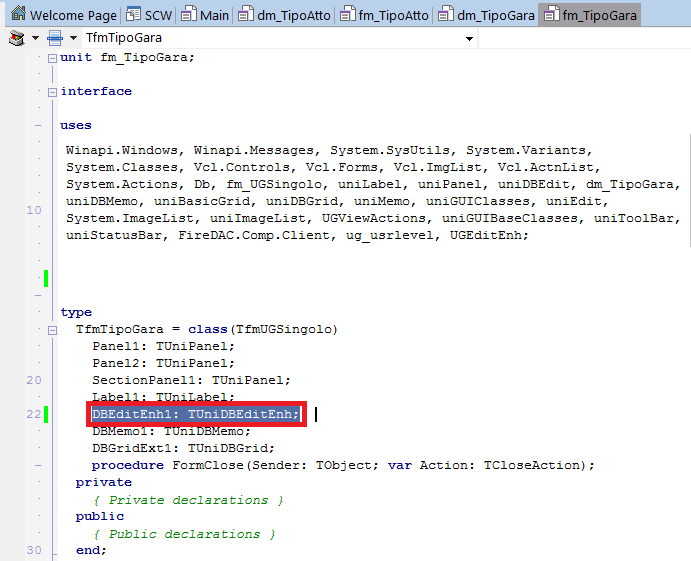 Welcome Page SCW Main dm_TipoAtto fm_TipoAtto dm_TipoGara fm_TipoGara
TfmTipoGara
unit fm_TipoGara;
interface
uses
Winapi.Windows, Winapi.Messages, System.SysUtils, System.Variants,
System.Classes, Vcl.Controls, Vcl.Forms, Vcl.ImgList, Vcl.ActnList,
System.Actions, Db, fm_UGSingolo, uniLabel, uniPanel, uniDBEdit, dm_TipoGara,
10 uniDBMemo, uniBasicGrid, uniDBGrid, uniMemo, uniGUIClasses, uniEdit,
System.ImageList, uniImageList, UGViewActions, uniGUIBaseClasses, uniToolBar,
uniStatusBar, FireDAC.Comp.Client, ug_usrlevel, UGEditEnh;
type
TfmTipoGara = class(TfmUGSingolo)
Panel1: TUniPanel;
Panel2: TUniPanel;
20 SectionPanel1: TUniPanel;
Label1: TUniLabel;
22 DBEditEnh1: TUniDBEditEnh;
DBMemo1: TUniDBMemo;
DBGridExt1: TUniDBGrid;
procedure FormClose(Sender: TObject; var Action: TCloseAction);
private
{ Private declarations }
public
{ Public declarations }
30 end;